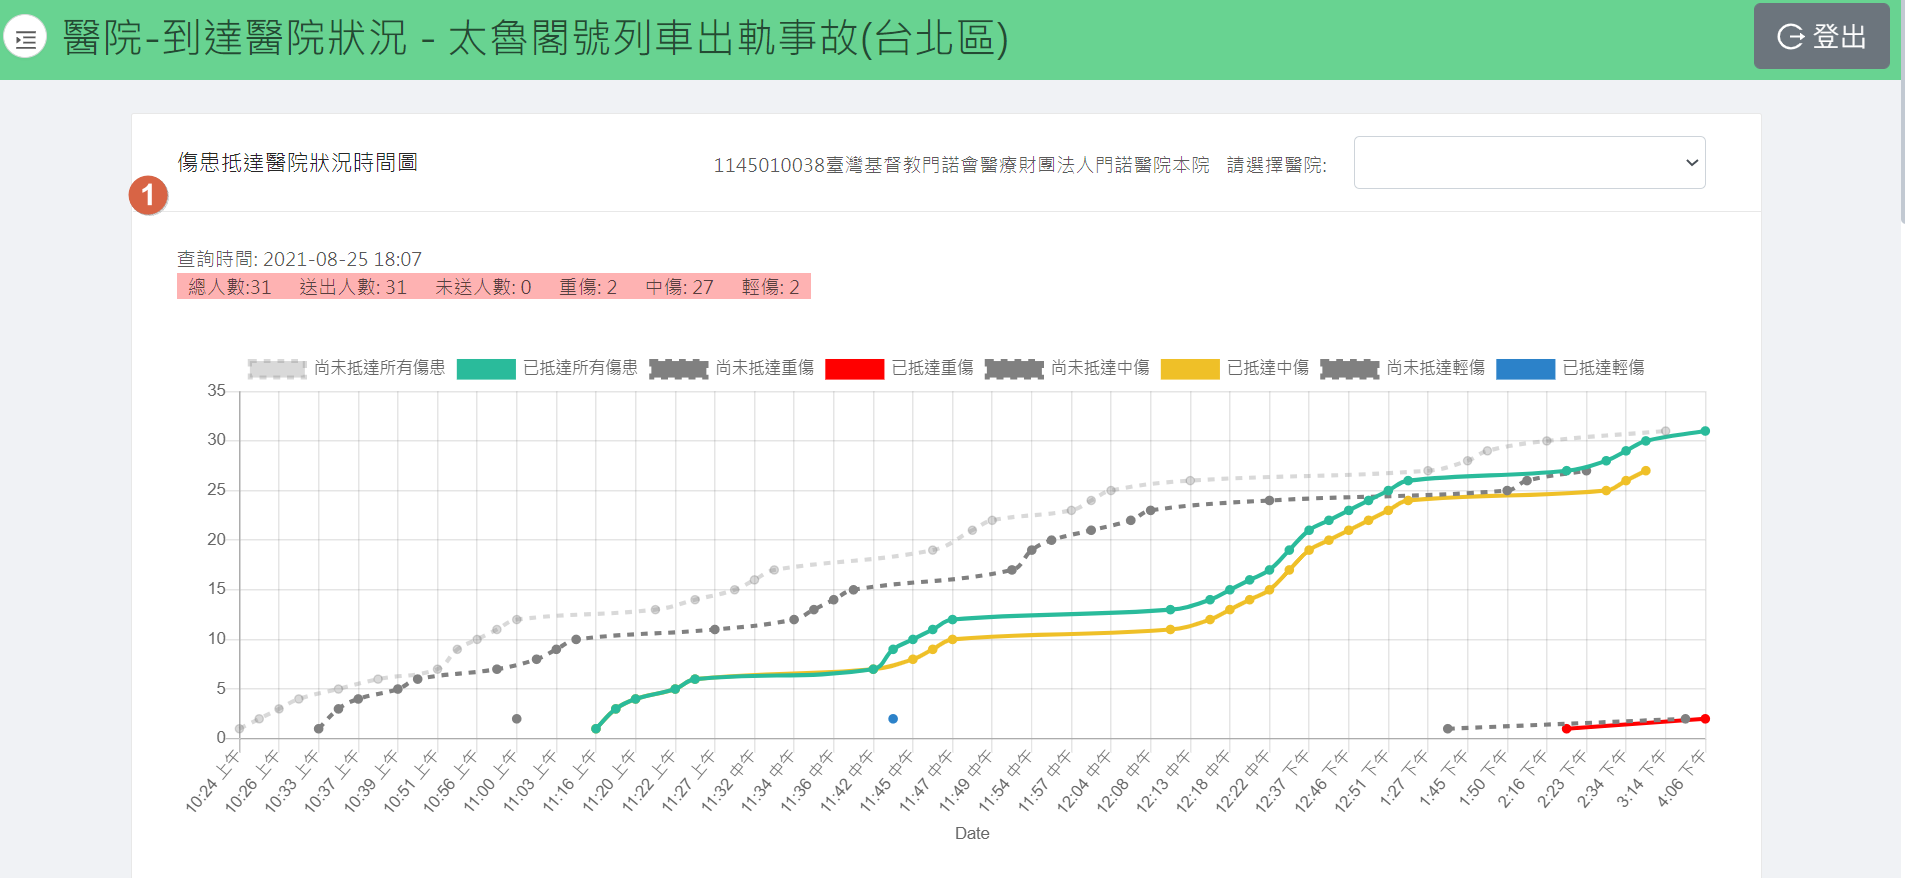 醫院-到達醫院狀況 - 太魯閣號列車出軌事故(台北區)
登出
傷患抵達醫院狀況時間圖
1145010038臺灣基督教門諾會醫療財團法人門諾醫院本院 請選擇醫院:
1
查詢時間: 2021-08-25 18:07
總人數:31 送出人數: 31 未送人數: 0 重傷: 2 中傷: 27 輕傷: 2
尚未抵達所有傷患 已抵達所有傷患 尚未抵達重傷 已抵達重傷 尚未抵達中傷 已抵達中傷 尚未抵達輕傷 已抵達輕傷
35
30
25
20
15
10
5
0
10:24 上午
10:26 上午
10:33 上午
10:37 上午
10:39 上午
10:51 上午
10:56 上午
11:00 上午
11:03 上午
11:16 上午
11:20 上午
11:22 上午
11:27 上午
11:32 中午
11:34 中午
11:36 中午
11:42 中午
11:45 中午
11:47 中午
11:49 中午
11:54 中午
11:57 中午
12:04 中午
12:08 中午
12:13 中午
12:18 中午
12:22 中午
12:37 下午
12:46 下午
12:51 下午
1:27 下午
1:45 下午
1:50 下午
2:16 下午
2:23 下午
2:34 下午
3:14 下午
4:06 下午
Date